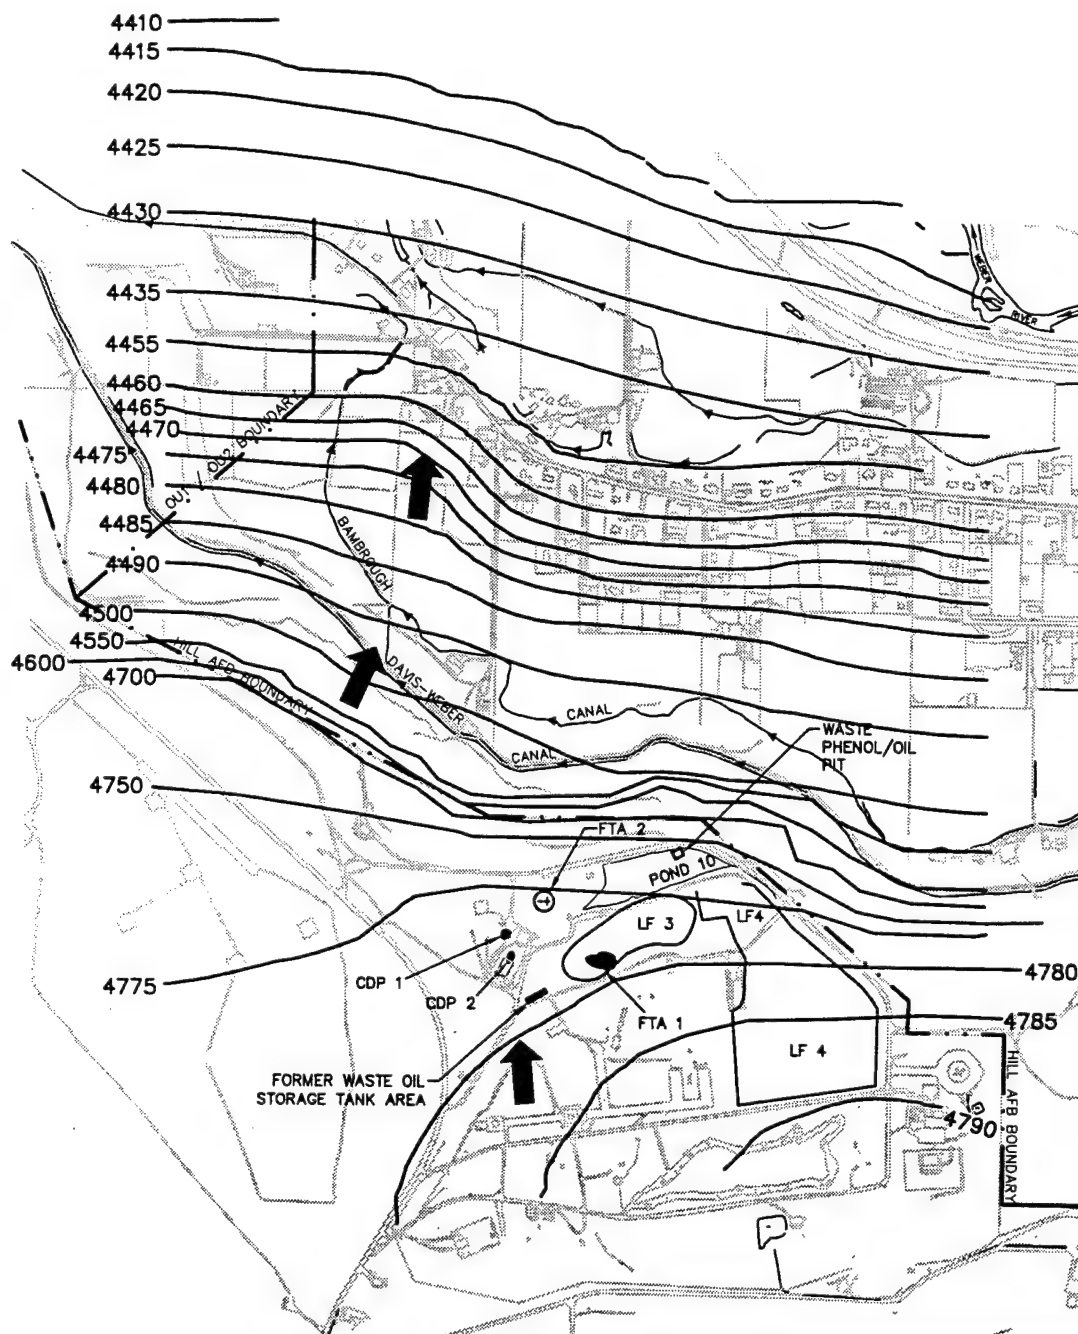 4410
4415
4420
4425
4430
4435
4455
4460
4465
4470
4475
4480
4485
4490
4500
4550
4600
4700
4750
4775
WEBER
RIVER
OU1 / OU2 BOUNDARY
BAMBROUGH
CANAL
DAVIS-WEBER
CANAL
HILL AFB BOUNDARY
WASTE
PHENOL/OIL
PIT
FTA 2
POND 10
LF 3
LF4
CDP 1
CDP 2
FTA 1
4780
4785
LF 4
FORMER WASTE OIL
STORAGE TANK AREA
4790
HILL AFB BOUNDARY